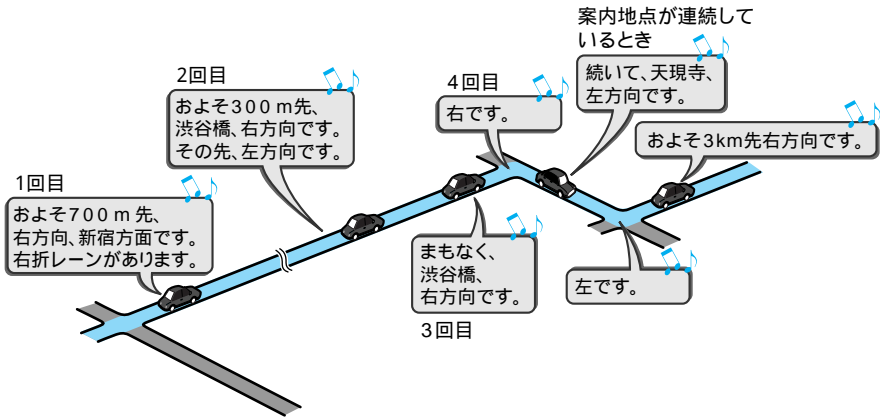 1回目
およそ700m先、
右方向、新宿方面です。
右折レーンがあります。
2回目
およそ300m先、
渋谷橋、右方向です。
その先、左方向です。
まもなく、
渋谷橋、
右方向です。
3回目
4回目
右です。
案内地点が連続して
いるとき
続いて、天現寺、
左方向です。
左です。
およそ3km先右方向です。